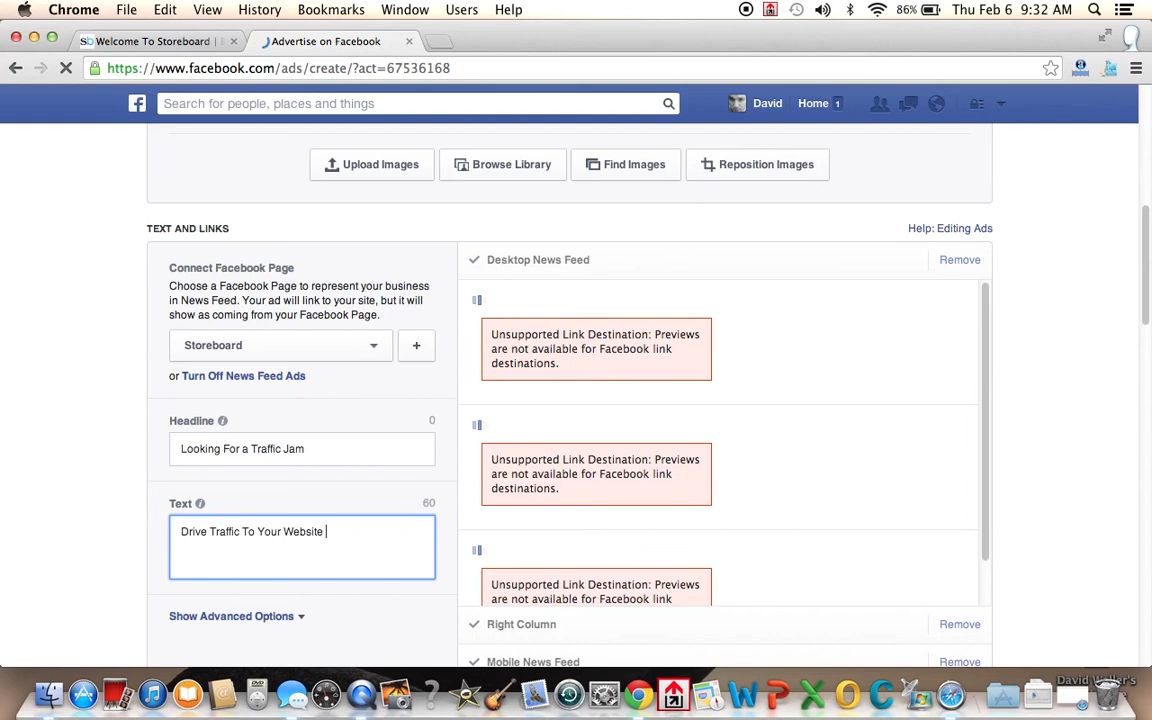 Chrome File Edit View History Bookmarks Window Users Help 86% Thu Feb 6 9:32 AM
Sb Welcome To Storeboard | Advertise on Facebook
https://www.facebook.com/ads/create/?act=67536168
Search for people, places and things David Home 1
Upload Images Browse Library Find Images Reposition Images
TEXT AND LINKS Help: Editing Ads
Connect Facebook Page
Choose a Facebook Page to represent your business
in News Feed. Your ad will link to your site, but it will
show as coming from your Facebook Page.
Storeboard +
or Turn Off News Feed Ads
Headline 0
Looking For a Traffic Jam
Text 60
Drive Traffic To Your Website
Show Advanced Options
Desktop News Feed Remove
Unsupported Link Destination: Previews
are not available for Facebook link
destinations.
Unsupported Link Destination: Previews
are not available for Facebook link
destinations.
Unsupported Link Destination: Previews
are not available for Facebook link
Right Column Remove
Mobile News Feed Remove